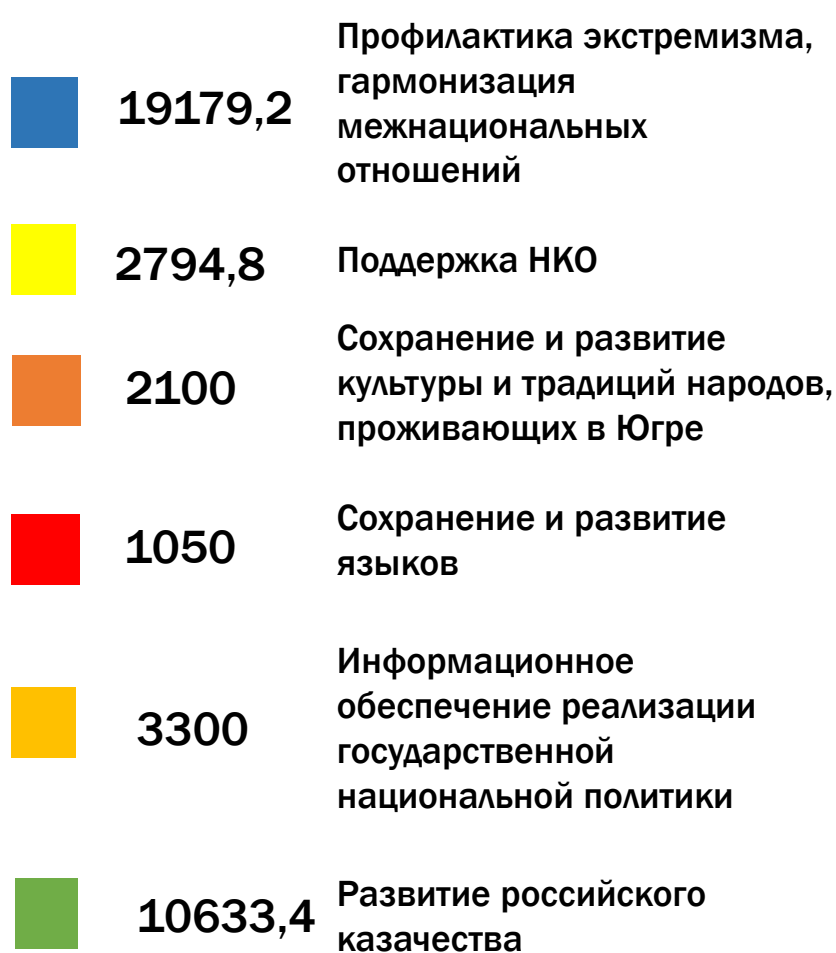 Профилактика экстремизма,
гармонизация
19179,2
межнациональных
отношений
2794,8 Поддержка НКО
Сохранение и развитие
2100 культуры и традиций народов,
проживающих в Югре
Сохранение и развитие
1050
языков
Информационное
обеспечение реализации
3300
государственной
национальной политики
10633,4 Развитие российского
казачества